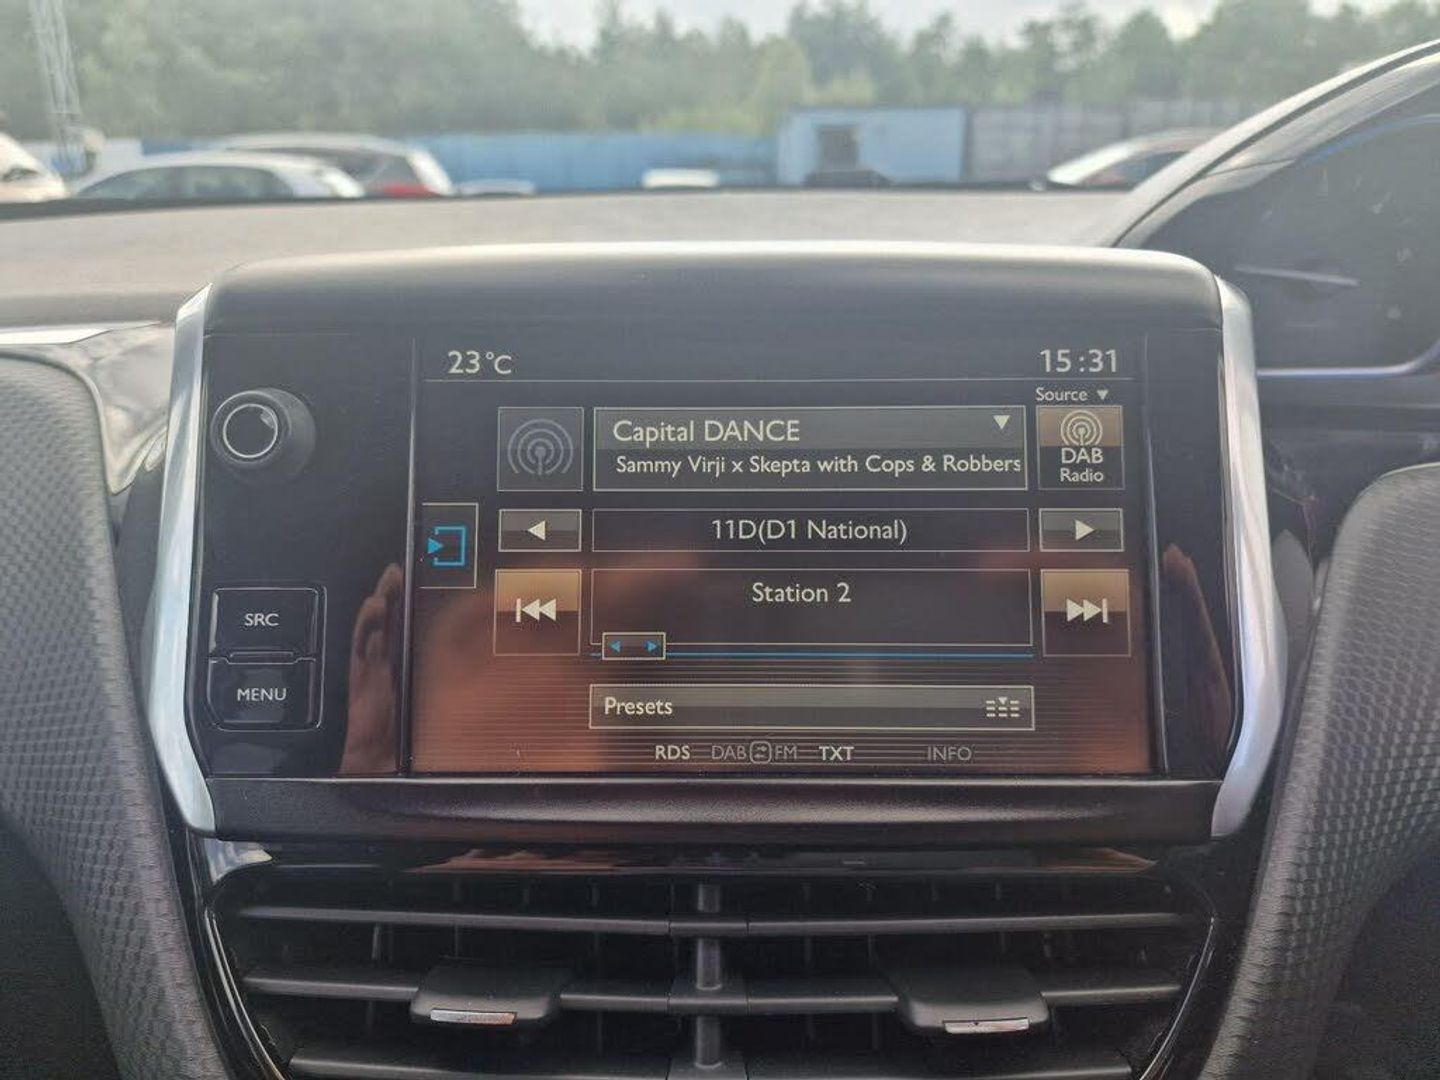 23°C
15:31
Source
Capital DANCE
Sammy Virji x Skepta with Cops & Robbers
DAB
Radio
11D(D1 National)
Station 2
SRC
MENU
Presets
RDS DAB FM TXT INFO